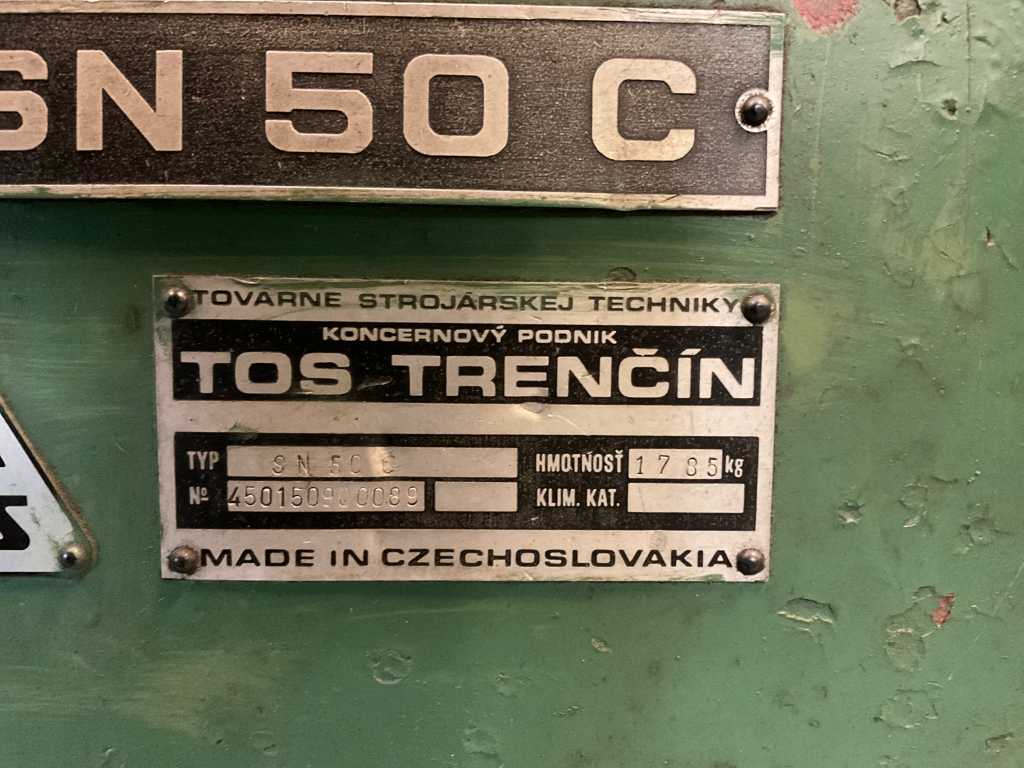 SN 50 C
TOVÁRNE STROJÁRSKEJ TECHNIKY
KONCERNOVÝ PODNIK
TOS TRENČÍN
TYP SN 50 C HMOTNOSŤ 1785 kg
№ KLIM. KAT.
MADE IN CZECHOSLOVAKIA